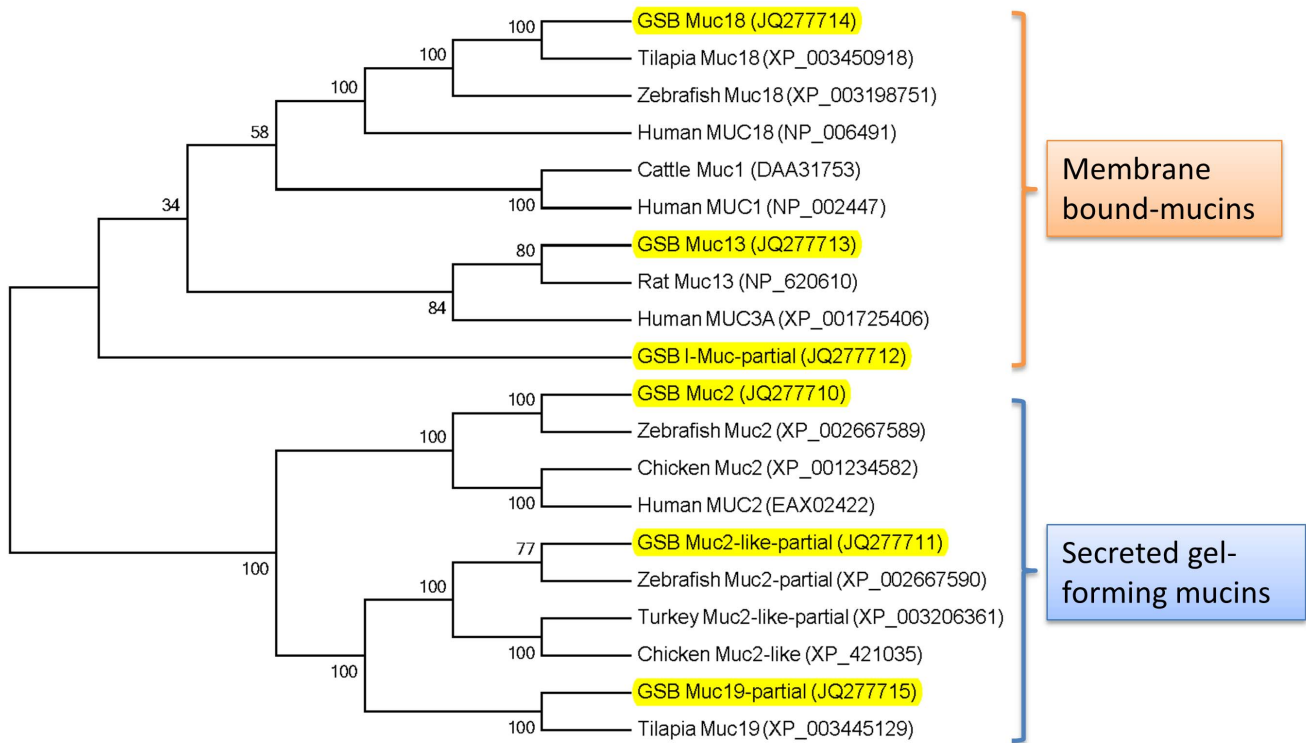 GSB Muc18 (JQ277714)
100
Tilapia Muc18 (XP_003450918)
100
Zebrafish Muc18 (XP_003198751)
100
Human MUC18 (NP_006491)
58
Cattle Muc1 (DAA31753)
Human MUC1 (NP_002447)
100
34
GSB Muc13 (JQ277713)
80
Rat Muc13 (NP_620610)
84
Human MUC3A (XP_001725406)
GSB I-Muc-partial (JQ277712)
Membrane
bound-mucins
GSB Muc2 (JQ277710)
100
Zebrafish Muc2 (XP_002667589)
100
Chicken Muc2 (XP_001234582)
100
Human MUC2 (EAX02422)
GSB Muc2-like-partial (JQ277711)
77
100
Zebrafish Muc2-partial (XP_002667590)
100
Turkey Muc2-like-partial (XP_003206361)
100
Chicken Muc2-like (XP_421035)
100
GSB Muc19-partial (JQ277715)
100
Tilapia Muc19 (XP_003445129)
Secreted gel-
forming mucins